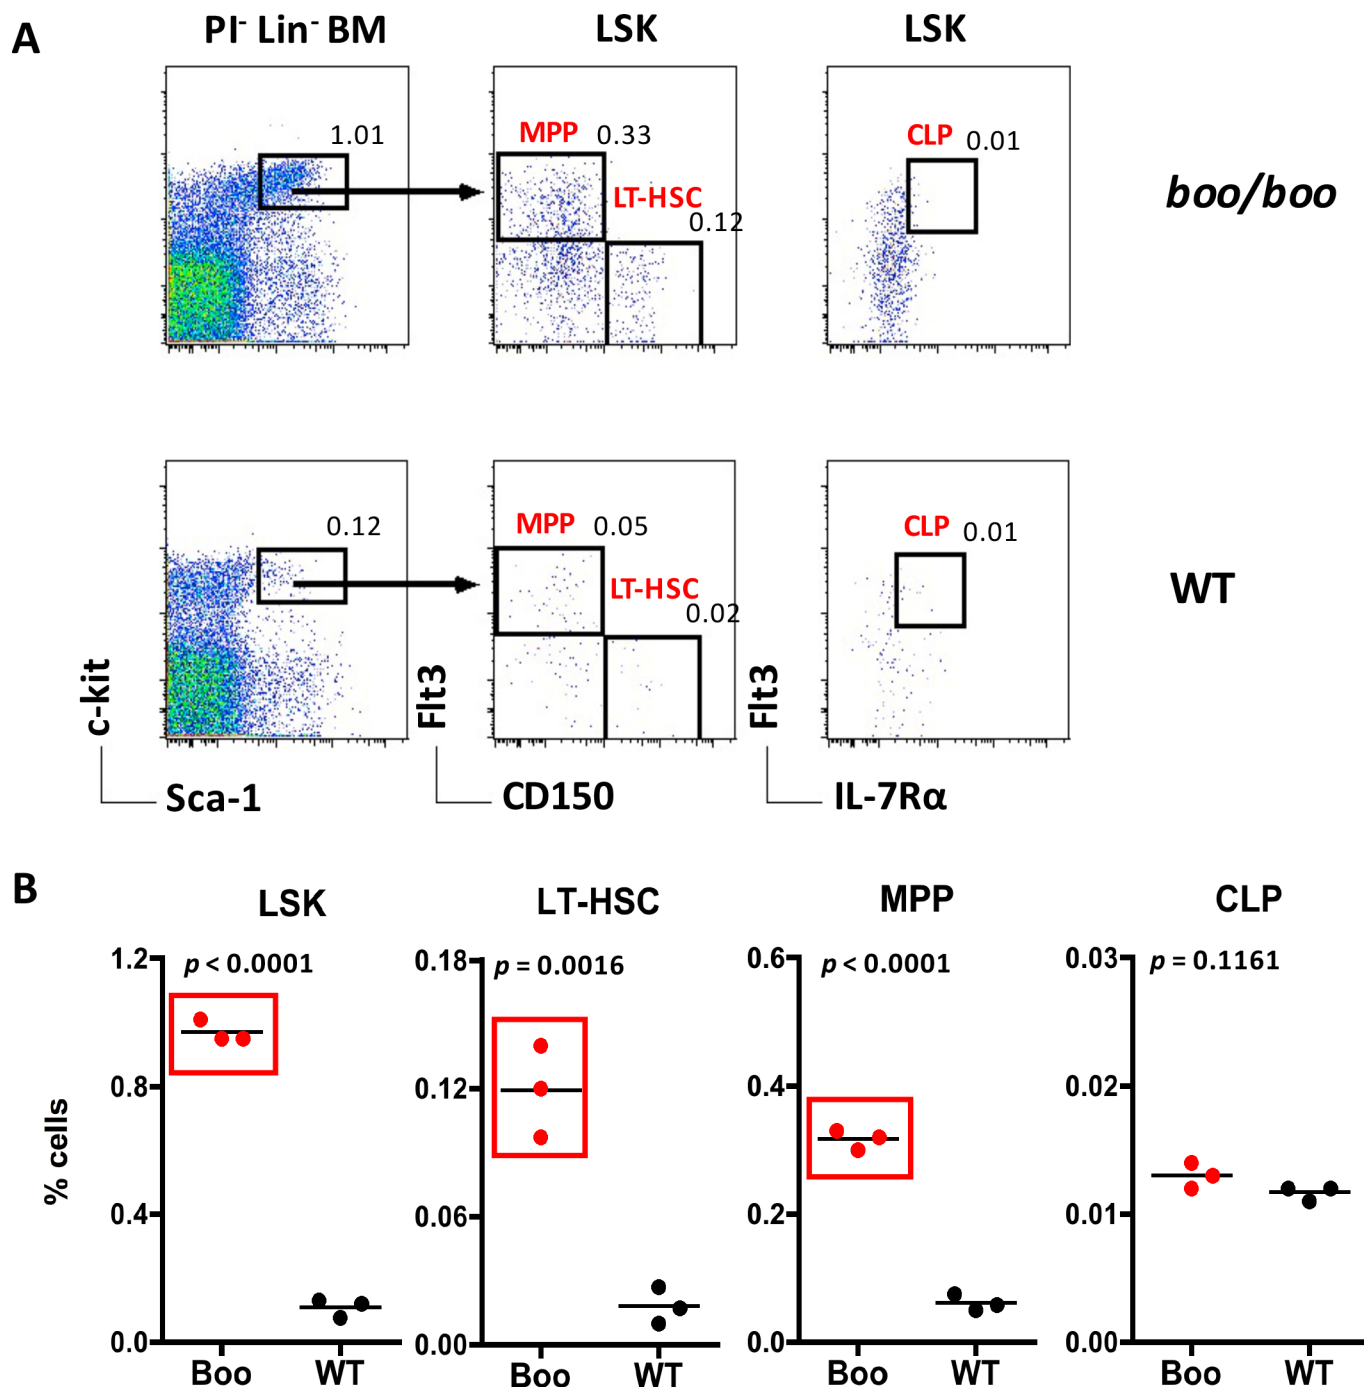 A
PI- Lin- BM
LSK
LSK
1.01
MPP 0.33
LT-HSC
0.12
CLP 0.01
boo/boo
0.12
MPP 0.05
LT-HSC
0.02
CLP 0.01
WT
c-kit
Sca-1
Flt3
CD150
Flt3
IL-7Rα
B
LSK
LT-HSC
MPP
CLP
% cells
1.2
0.8
0.4
0.0
p < 0.0001
Boo
WT
0.18
0.12
0.06
0.00
p = 0.0016
Boo
WT
0.6
0.4
0.2
0.0
p < 0.0001
Boo
WT
0.03
0.02
0.01
0.00
p = 0.1161
Boo
WT